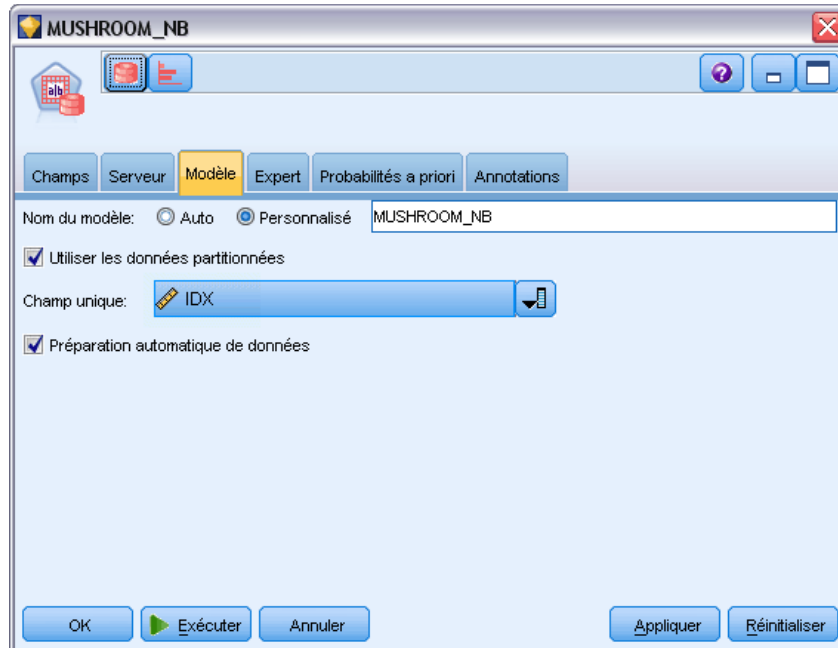 MUSHROOM_NB
a|b
?
Champs Serveur Modèle Expert Probabilités a priori Annotations
Nom du modèle: Auto Personnalisé MUSHROOM_NB
Utiliser les données partitionnées
Champ unique: IDX
Préparation automatique de données
OK Exécuter Annuler Appliquer Réinitialiser